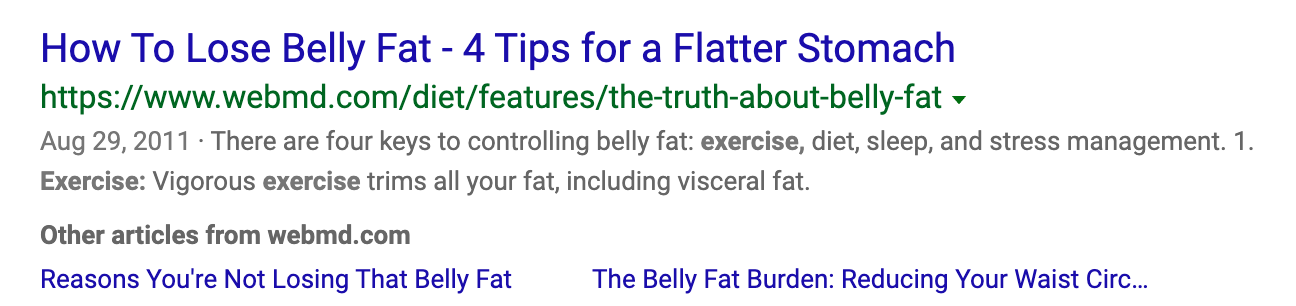 How To Lose Belly Fat - 4 Tips for a Flatter Stomach
https://www.webmd.com/diet/features/the-truth-about-belly-fat
Aug 29, 2011 · There are four keys to controlling belly fat: exercise, diet, sleep, and stress management. 1.
Exercise: Vigorous exercise trims all your fat, including visceral fat.
Other articles from webmd.com
Reasons You're Not Losing That Belly Fat The Belly Fat Burden: Reducing Your Waist Circ...